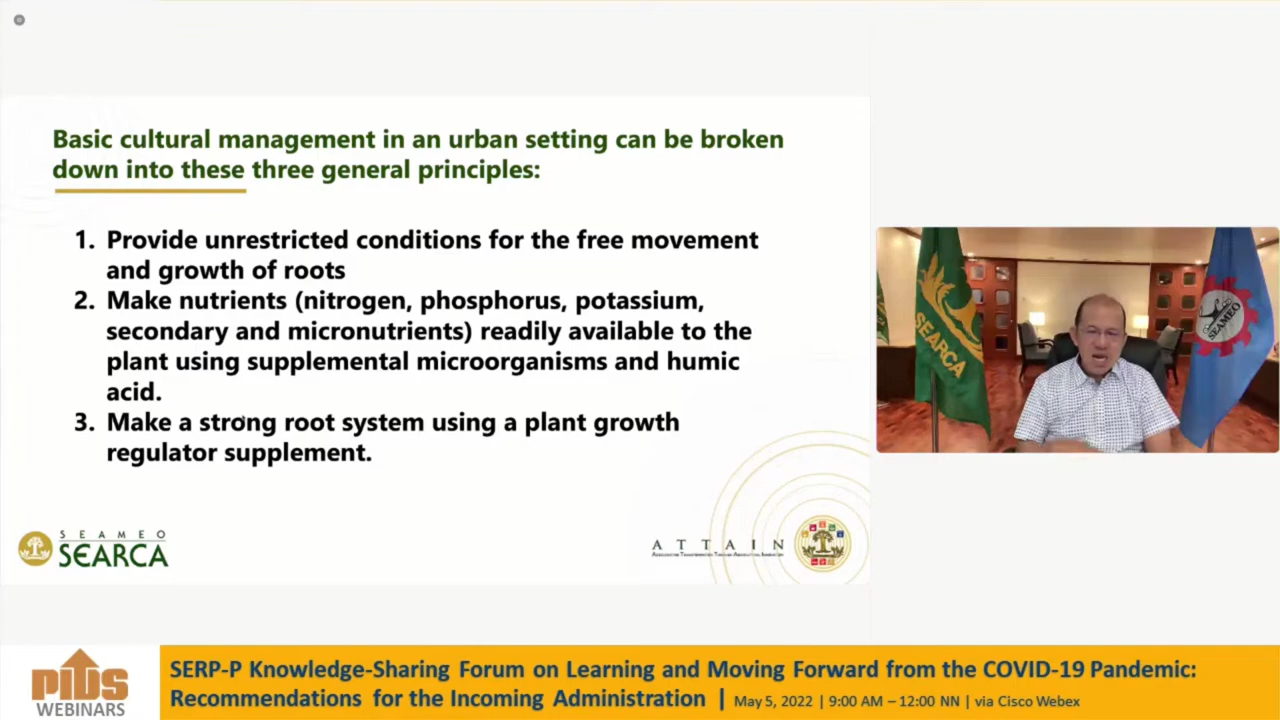 Basic cultural management in an urban setting can be broken
down into these three general principles:
1. Provide unrestricted conditions for the free movement
and growth of roots
2. Make nutrients (nitrogen, phosphorus, potassium,
secondary and micronutrients) readily available to the
plant using supplemental microorganisms and humic
acid.
3. Make a strong root system using a plant growth
regulator supplement.
SEAMEO
SEARCA
ATTAIN
SEARCA
SEAMEO
PIDS
WEBINARS
SERP-P Knowledge-Sharing Forum on Learning and Moving Forward from the COVID-19 Pandemic:
Recommendations for the Incoming Administration | May 5, 2022 | 9:00 AM – 12:00 NN | via Cisco Webex